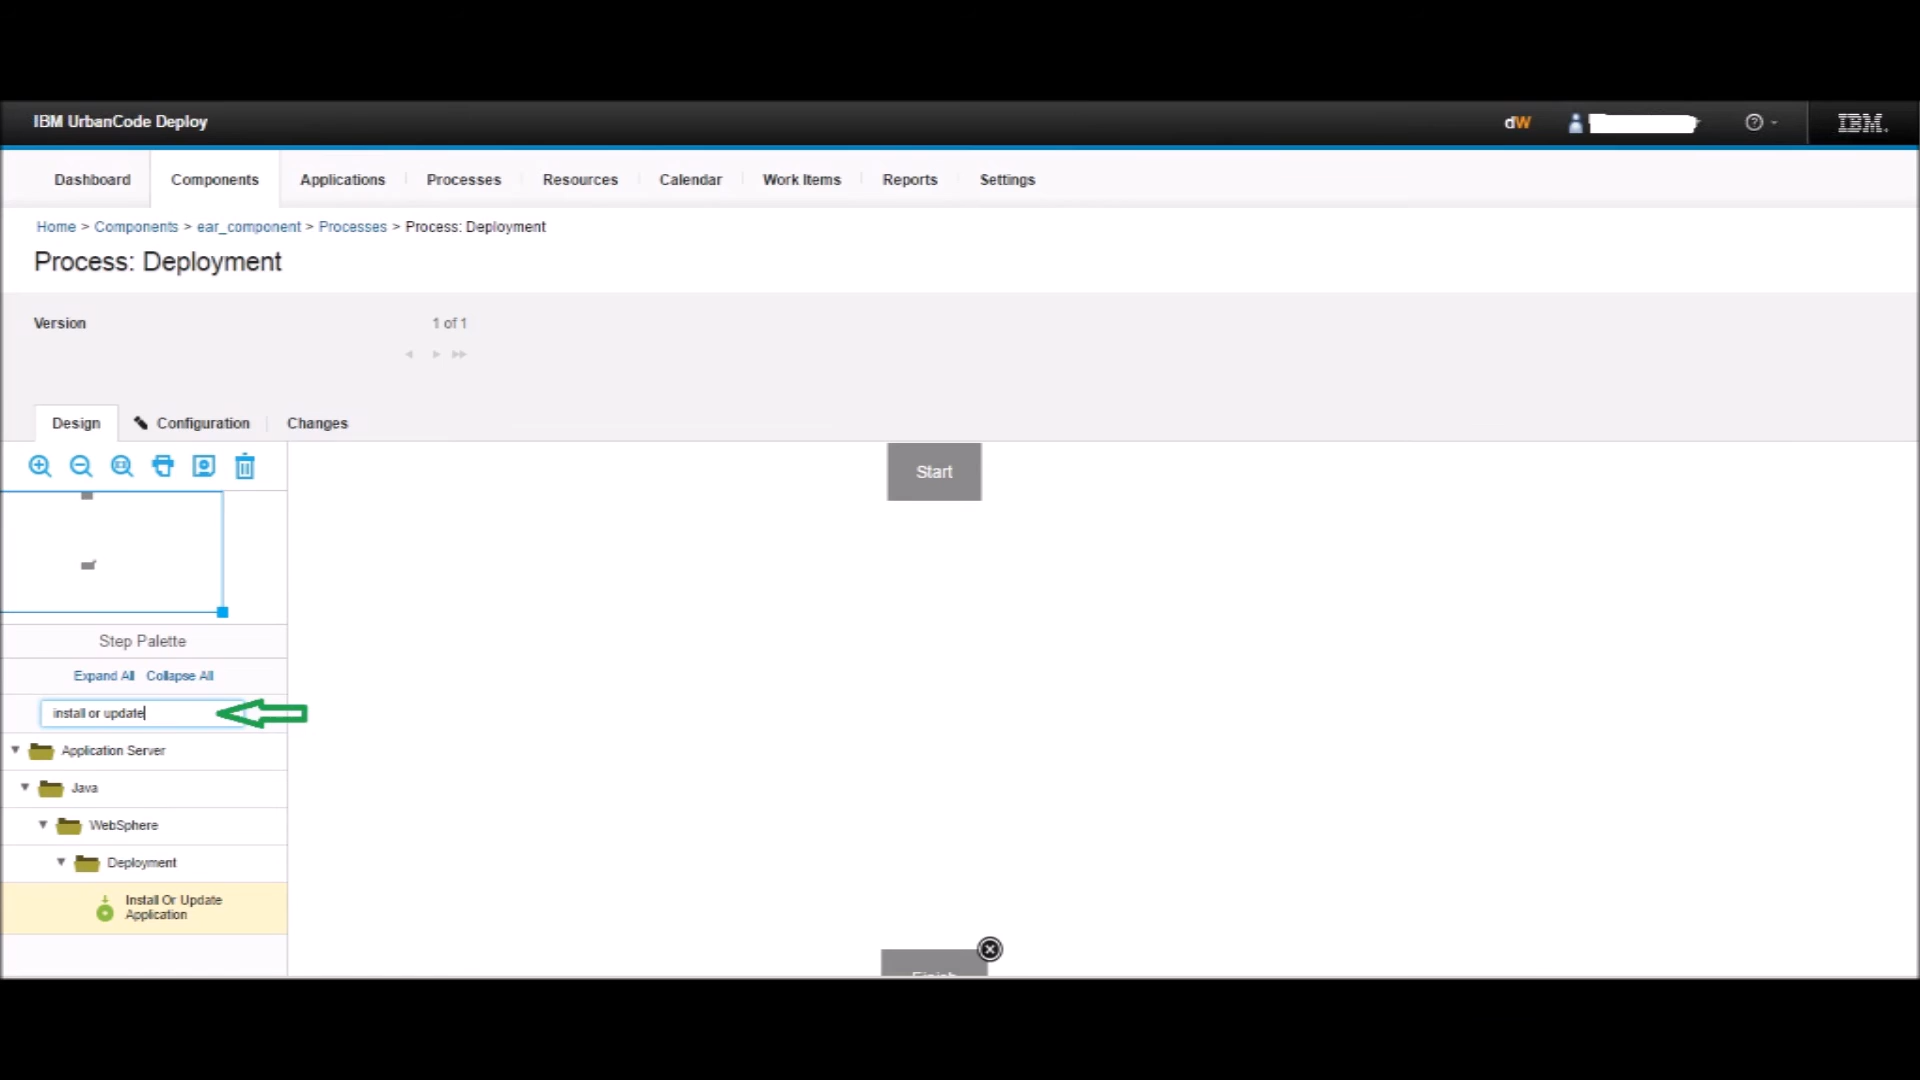 IBM UrbanCode Deploy
dW
IBM.
Dashboard Components Applications Processes Resources Calendar Work Items Reports Settings
Home > Components > ear_component > Processes > Process: Deployment
Process: Deployment
Version 1 of 1
Design Configuration Changes
Start
Step Palette
Expand All Collapse All
install or update
Application Server
Java
WebSphere
Deployment
Install Or Update
Application
Finish